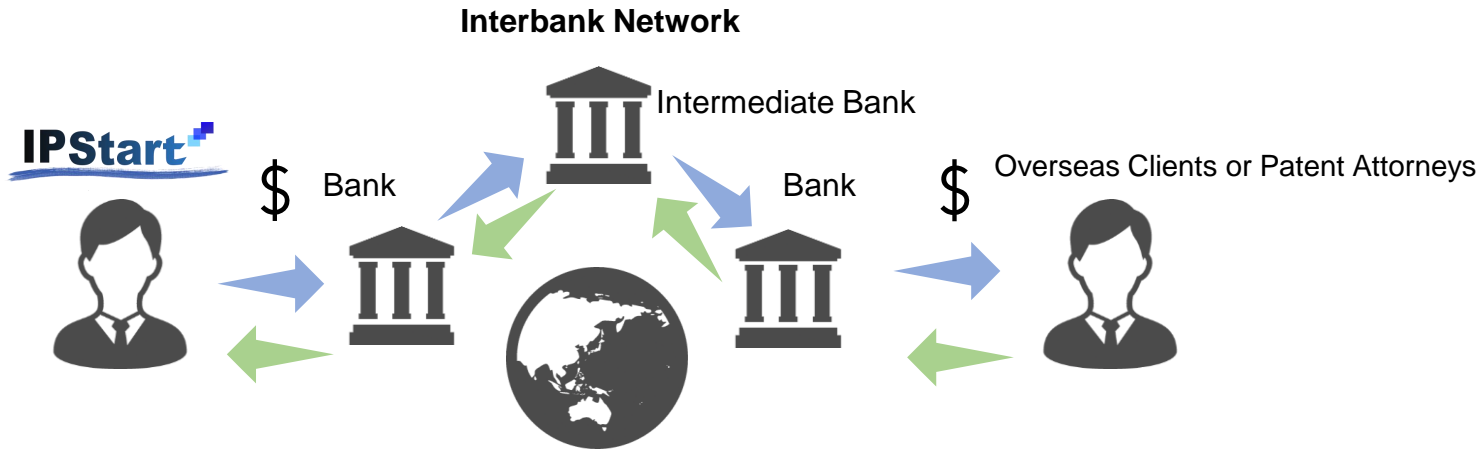 Interbank Network
Intermediate Bank
IPStart
$
Bank
Bank
$
Overseas Clients or Patent Attorneys